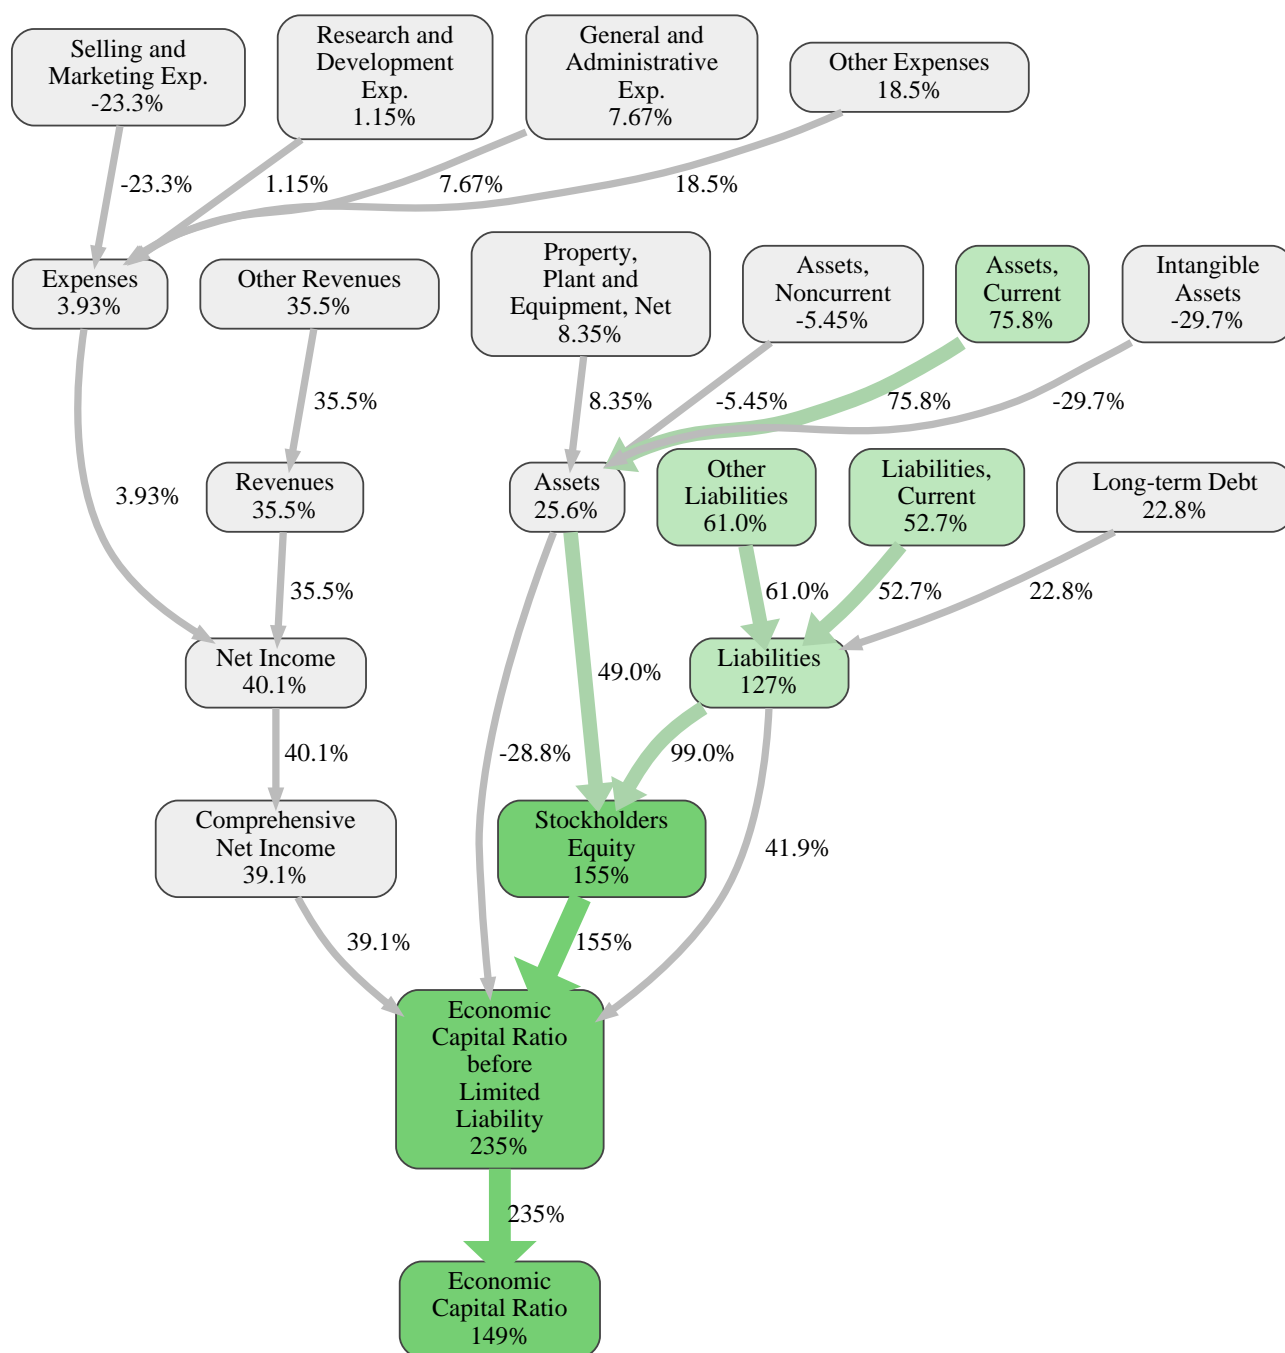 Selling and
Marketing Exp.
-23.3%
Research and
Development
Exp.
1.15%
General and
Administrative
Exp.
7.67%
Other Expenses
18.5%
-23.3%
1.15%
7.67%
18.5%
Expenses
3.93%
Other Revenues
35.5%
Property,
Plant and
Equipment, Net
8.35%
Assets,
Noncurrent
-5.45%
Assets,
Current
75.8%
Intangible
Assets
-29.7%
35.5%
8.35%
-5.45%
75.8%
-29.7%
3.93%
Revenues
35.5%
Assets
25.6%
Other
Liabilities
61.0%
Liabilities,
Current
52.7%
Long-term Debt
22.8%
35.5%
61.0%
52.7%
22.8%
Net Income
40.1%
49.0%
Liabilities
127%
40.1%
-28.8%
99.0%
41.9%
Comprehensive
Net Income
39.1%
Stockholders
Equity
155%
39.1%
155%
Economic
Capital Ratio
before
Limited
Liability
235%
235%
Economic
Capital Ratio
149%